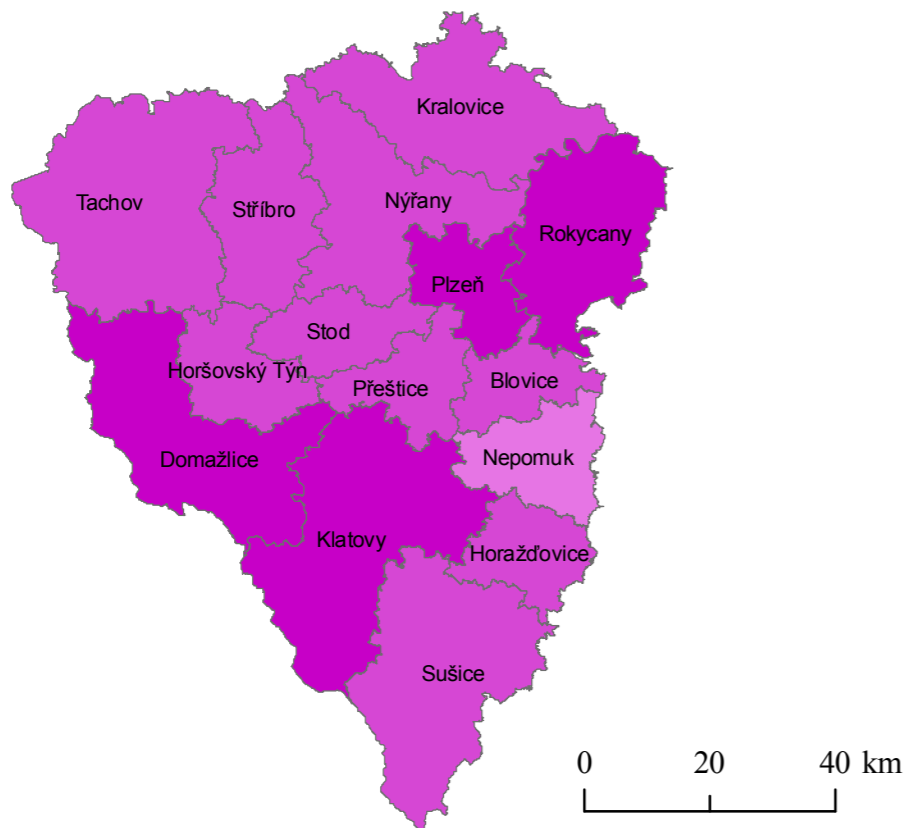 Kralovice
Tachov
Stříbro
Nýřany
Rokycany
Plzeň
Stod
Horšovský Týn
Přeštice
Blovice
Domažlice
Nepomuk
Klatovy
Horažďovice
Sušice
0 20 40 km